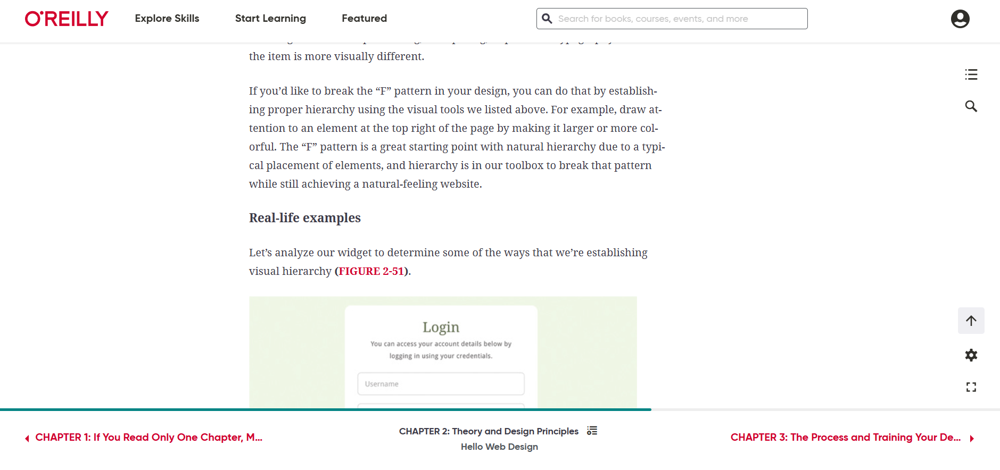 O'REILLY
Explore Skills
Start Learning
Featured
Search for books, courses, events, and more
the item is more visually different.
If you’d like to break the “F” pattern in your design, you can do that by establish-
ing proper hierarchy using the visual tools we listed above. For example, draw at-
tention to an element at the top right of the page by making it larger or more col-
orful. The “F” pattern is a great starting point with natural hierarchy due to a typi-
cal placement of elements, and hierarchy is in our toolbox to break that pattern
while still achieving a natural-feeling website.
Real-life examples
Let’s analyze our widget to determine some of the ways that we’re establishing
visual hierarchy (FIGURE 2-51).
Login
You can access your account details below by
logging in using your credentials.
Username
CHAPTER 1: If You Read Only One Chapter, M...
CHAPTER 2: Theory and Design Principles
Hello Web Design
CHAPTER 3: The Process and Training Your De...